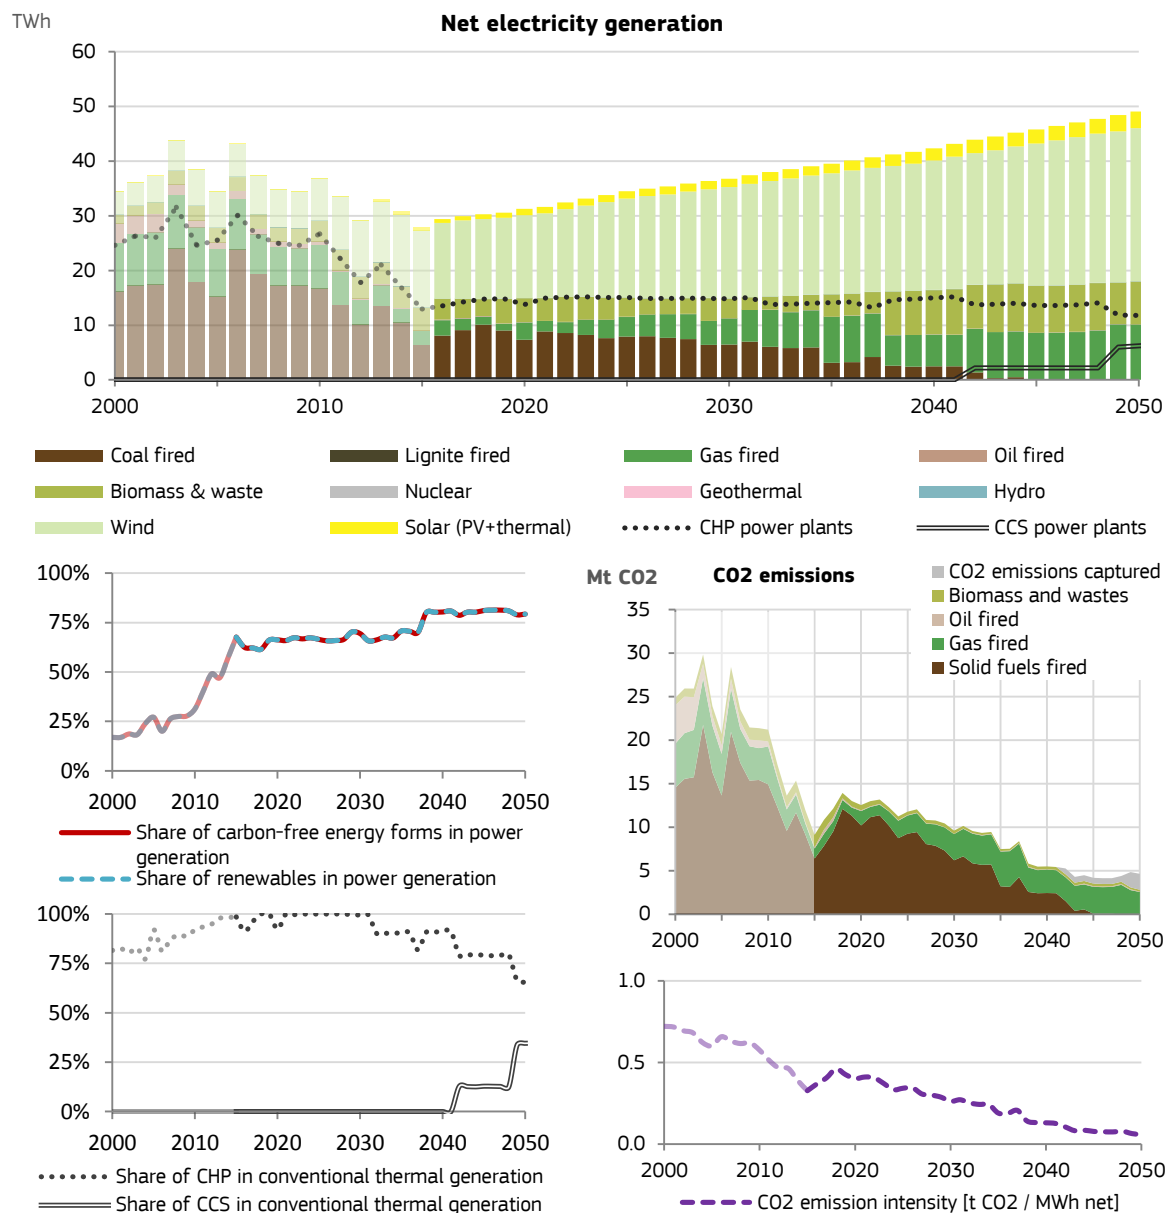 TWh
Net electricity generation
60
50
40
30
20
10
0
2000 2010 2020 2030 2040 2050
Coal fired Lignite fired Gas fired Oil fired
Biomass & waste Nuclear Geothermal Hydro
Wind Solar (PV+thermal) CHP power plants CCS power plants
100%
75%
50%
25%
0%
2000 2010 2020 2030 2040 2050
Share of carbon-free energy forms in power
generation
Share of renewables in power generation
Mt CO2
CO2 emissions
CO2 emissions captured
Biomass and wastes
Oil fired
Gas fired
Solid fuels fired
35
30
25
20
15
10
5
0
2000 2010 2020 2030 2040 2050
100%
75%
50%
25%
0%
2000 2010 2020 2030 2040 2050
Share of CHP in conventional thermal generation
Share of CCS in conventional thermal generation
1.0
0.5
0.0
2000 2010 2020 2030 2040 2050
CO2 emission intensity [t CO2 / MWh net]